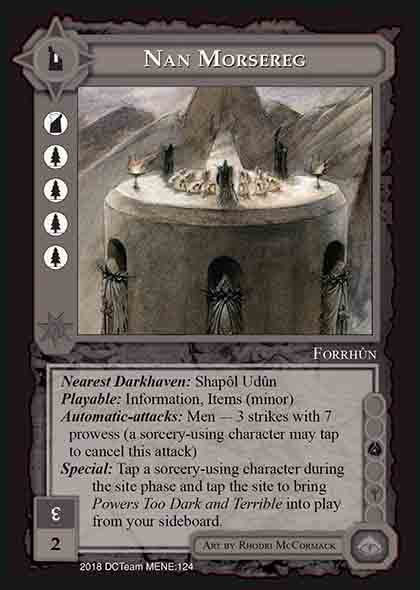 Nan Morsereg
Forrhûn
Nearest Darkhaven: Shapôl Udûn
Playable: Information, Items (minor)
Automatic-attacks: Men — 3 strikes with 7
prowess (a sorcery-using character may tap
to cancel this attack)
Special: Tap a sorcery-using character during
the site phase and tap the site to bring
Powers Too Dark and Terrible into play
from your sideboard.
ε
2
Art by Rhodri McCormack
2018 DCTeam MENE:124